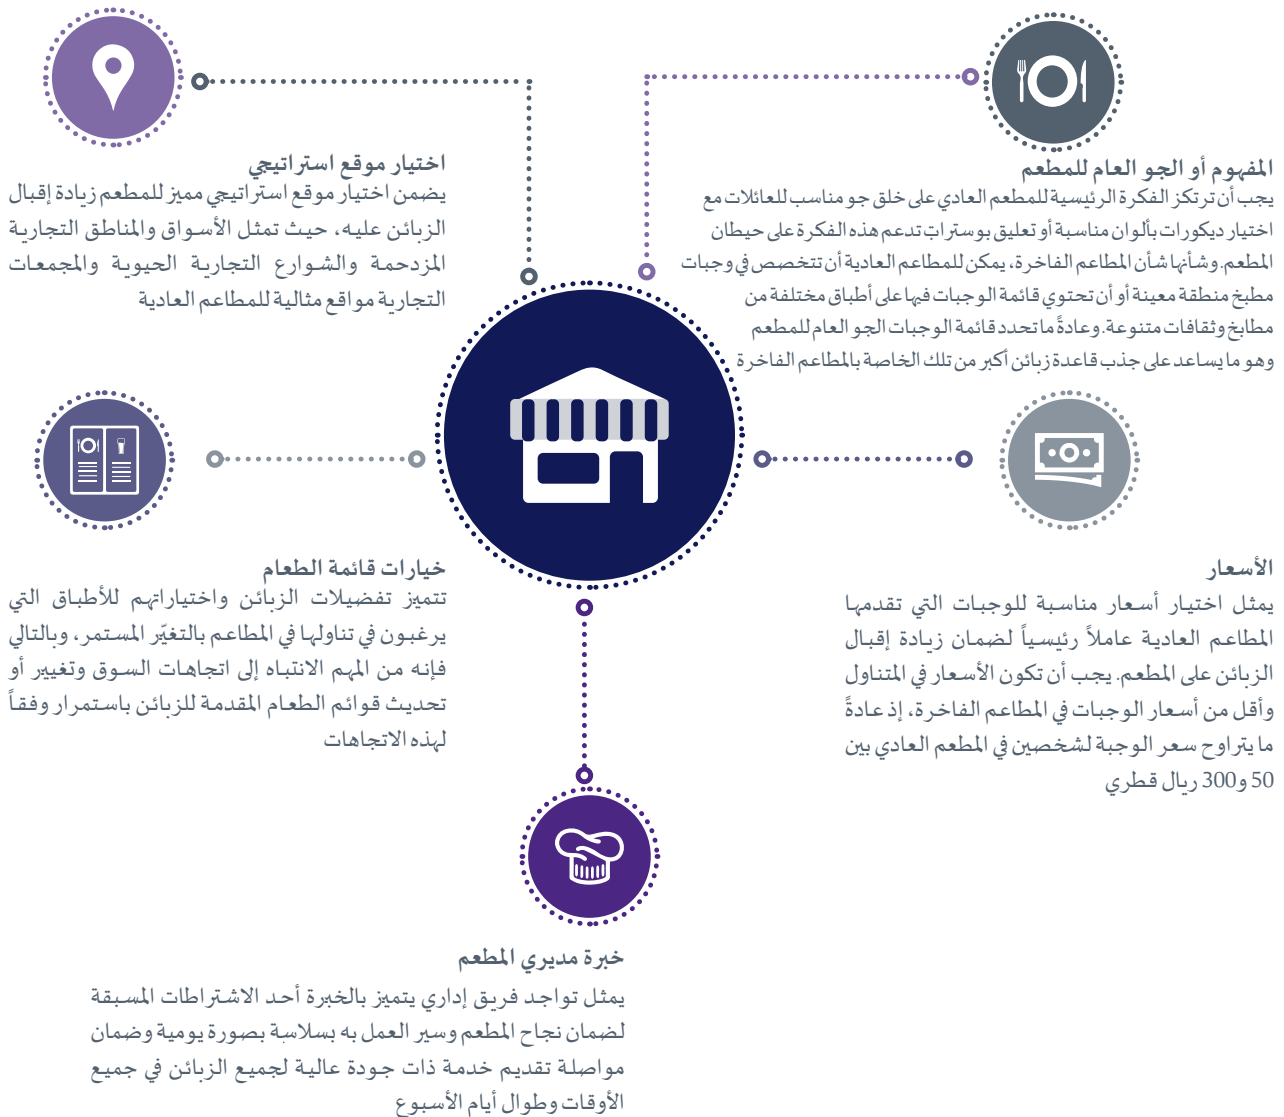 المفهوم أو الجو العام للمطعم
يجب أن ترتكز الفكرة الرئيسية للمطعم العادي على خلق جو مناسب للعائلات مع
اختيار ديكورات بألوان مناسبة أو تعليق بوسترات تدعم هذه الفكرة على حيطان
المطعم. وشأنها شأن المطاعم الفاخرة، يمكن للمطاعم العادية أن تتخصص في وجبات
مطبخ منطقة معينة أو أن تحتوي قائمة الوجبات فيها على أطباق مختلفة من
مطابخ وثقافات متنوعة. وعادةً ما تحدد قائمة الوجبات الجو العام للمطعم
وهو ما يساعد على جذب قاعدة زبائن أكبر من تلك الخاصة بالمطاعم الفاخرة
اختيار موقع استراتيجي
يضمن اختيار موقع استراتيجي مميز للمطعم زيادة إقبال
الزبائن عليه، حيث تمثل الأسواق والمناطق التجارية
المزدحمة والشوارع التجارية الحيوية والمجمعات
التجارية مواقع مثالية للمطاعم العادية
الأسعار
يمثل اختيار أسعار مناسبة للوجبات التي تقدمها
المطاعم العادية عاملاً رئيسياً لضمان زيادة إقبال
الزبائن على المطعم. يجب أن تكون الأسعار في المتناول
وأقل من أسعار الوجبات في المطاعم الفاخرة، إذ عادةً
ما يتراوح سعر الوجبة لشخصين في المطعم العادي بين
50 و300 ريال قطري
خيارات قائمة الطعام
تتميز تفضيلات الزبائن واختياراتهم للأطباق التي
يرغبون في تناولها في المطاعم بالتغيّر المستمر، وبالتالي
فإنه من المهم الانتباه إلى اتجاهات السوق وتغيير أو
تحديث قوائم الطعام المقدمة للزبائن باستمرار وفقاً
لهذه الاتجاهات
خبرة مديري المطعم
يمثل تواجد فريق إداري يتميز بالخبرة أحد الاشتراطات المسبقة
لضمان نجاح المطعم وسير العمل به بسلاسة بصورة يومية وضمان
مواصلة تقديم خدمة ذات جودة عالية لجميع الزبائن في جميع
الأوقات وطوال أيام الأسبوع